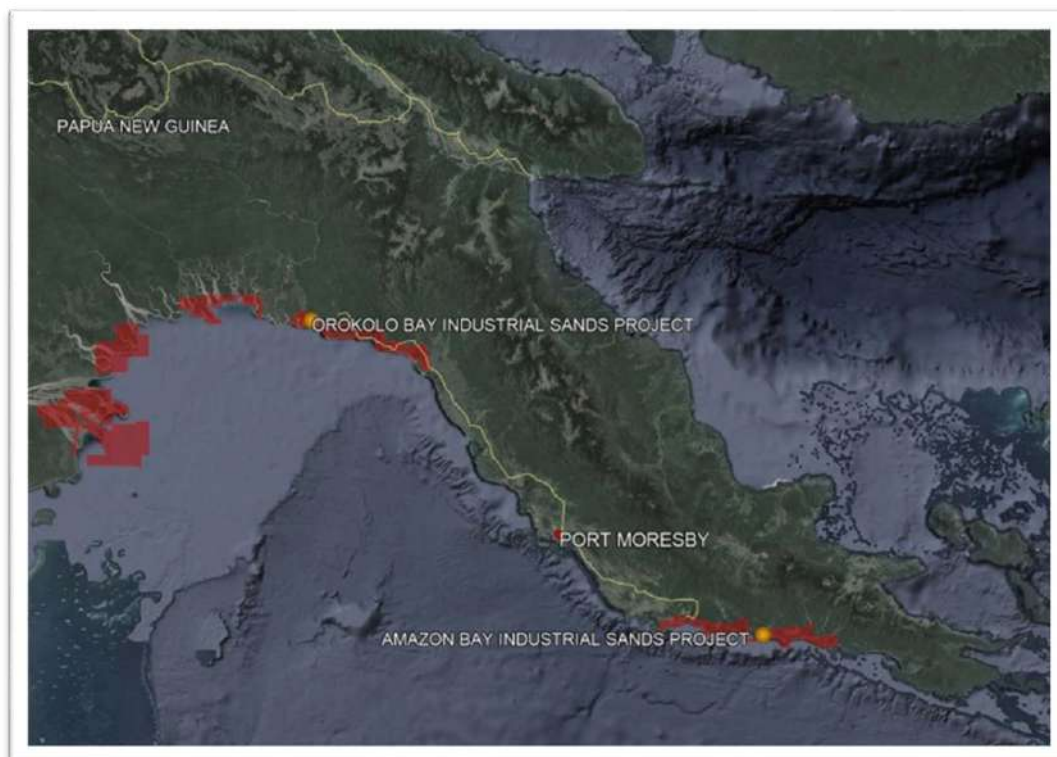 PAPUA NEW GUINEA
OROKOLO BAY INDUSTRIAL SANDS PROJECT
PORT MORESBY
AMAZON BAY INDUSTRIAL SANDS PROJECT